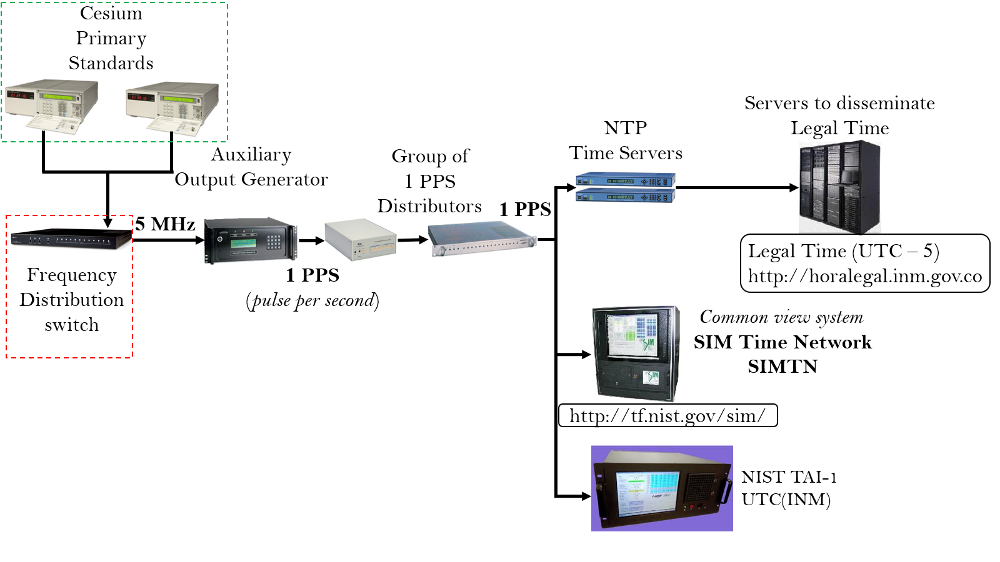 Cesium
Primary
Standards
Auxiliary
Output Generator
Group of
1 PPS
Distributors
1 PPS
NTP
Time Servers
Servers to disseminate
Legal Time
5 MHz
Frequency
Distribution
switch
1 PPS
(pulse per second)
Legal Time (UTC – 5)
http://horalegal.inm.gov.co
Common view system
SIM Time Network
SIMTN
SIM
SIM
http://tf.nist.gov/sim/
NIST TAI-1
UTC(INM)